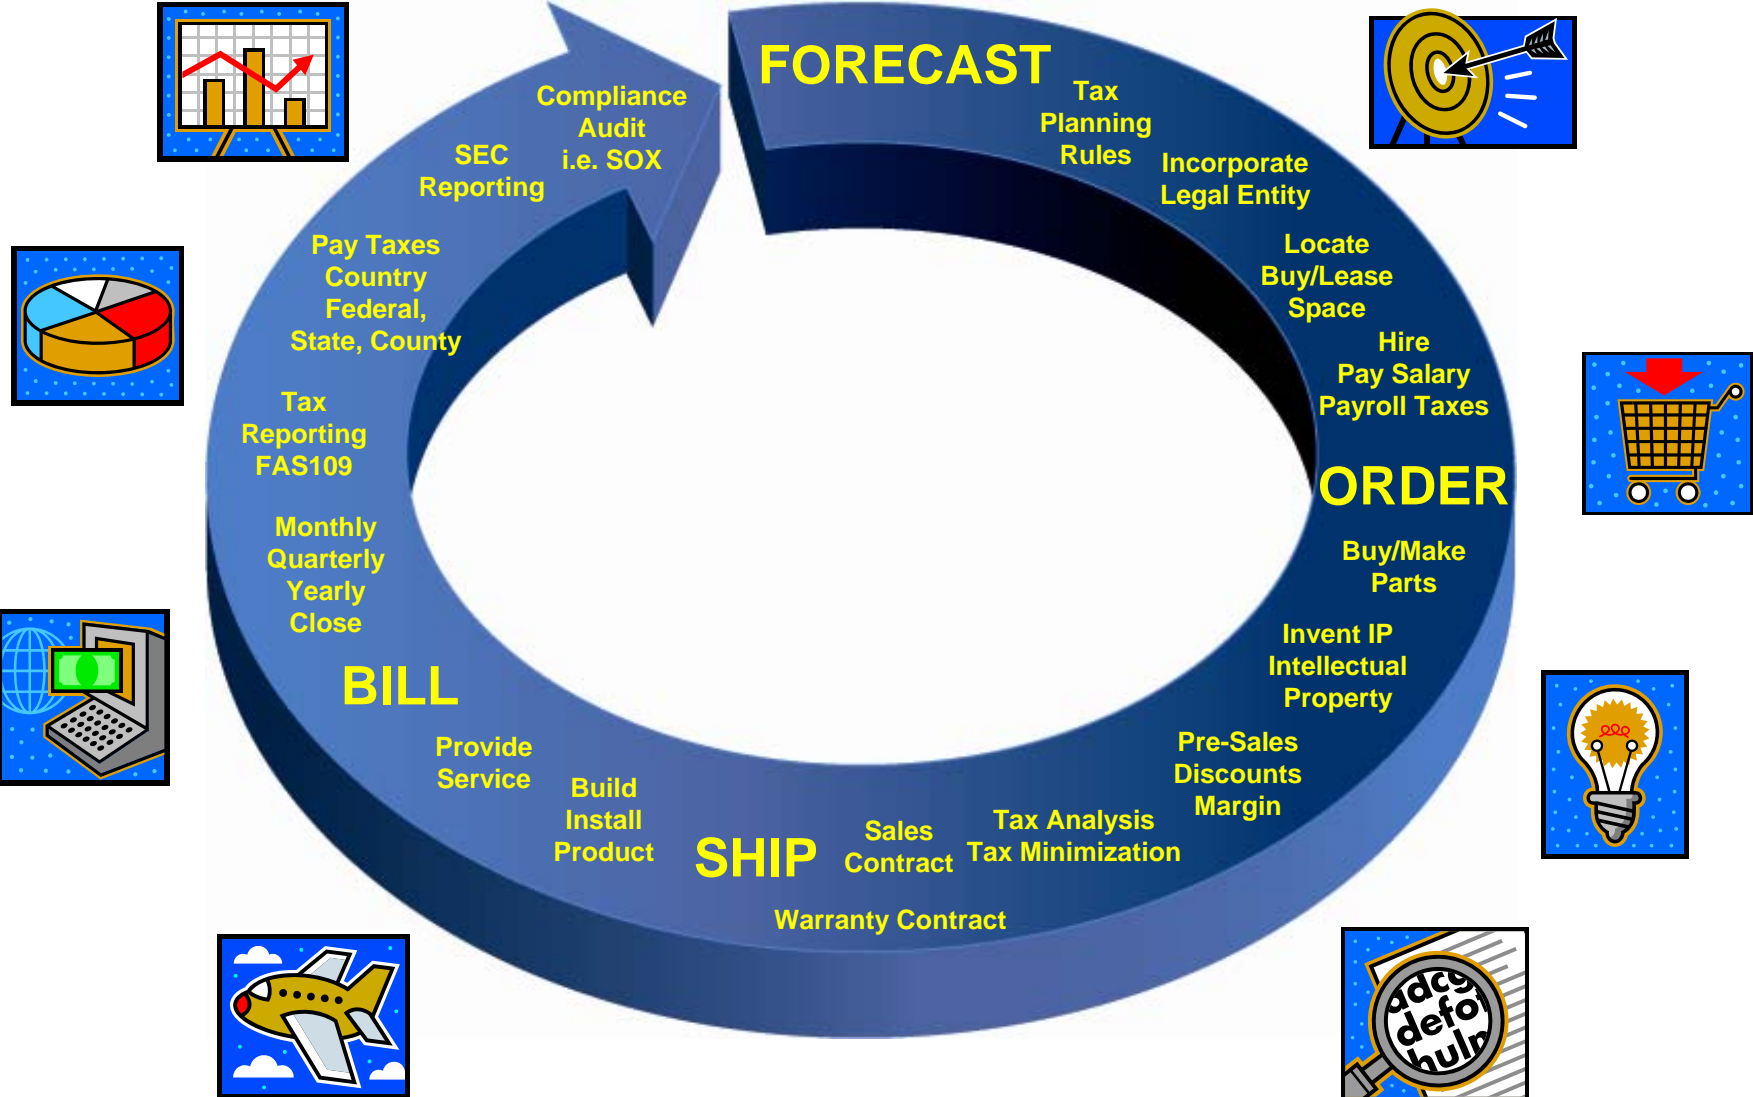 FORECAST
Tax
Planning
Rules
Incorporate
Legal Entity
Locate
Buy/Lease
Space
Hire
Pay Salary
Payroll Taxes
ORDER
Buy/Make
Parts
Invent IP
Intellectual
Property
Pre-Sales
Discounts
Margin
Tax Analysis
Tax Minimization
Sales
Contract
Warranty Contract
SHIP
Build
Install
Product
Provide
Service
BILL
Monthly
Quarterly
Yearly
Close
Tax
Reporting
FAS109
Pay Taxes
Country
Federal,
State, County
SEC
Reporting
Compliance
Audit
i.e. SOX
defo